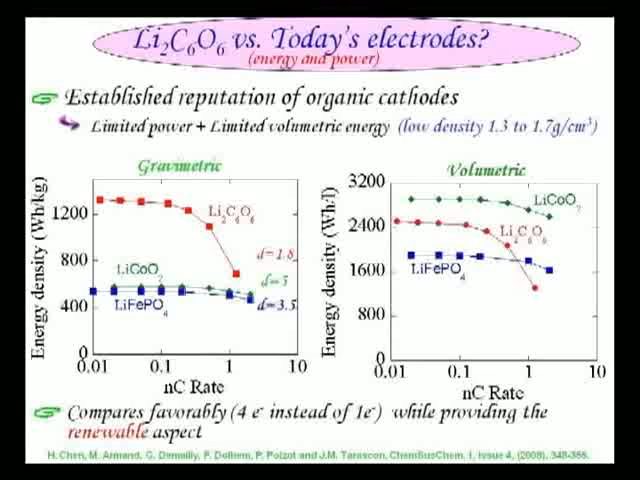 Li2C6O6 vs. Today's electrodes?
(energy and power)
Established reputation of organic cathodes
Limited power + Limited volumetric energy (low density 1.3 to 1.7g/cm3)
Gravimetric
Energy density (Wh/kg)
1200
800
400
0
0.01 0.1 1 10
nC Rate
Li2C6O6
d=1.8
LiCoO2
d=5
LiFePO4
d=3.5
Volumetric
Energy density (Wh/l)
3200
2400
1600
800
0
0.01 0.1 1 10
nC Rate
LiCoO2
Li2C6O6
LiFePO4
Compares favorably (4 e- instead of 1e-) while providing the
renewable aspect
H. Chen, M. Armand, G. Demailly, F. Dolhem, P. Poizot and J.M. Tarascon, ChemSusChem, 1, Issue 4, (2008), 348-355.